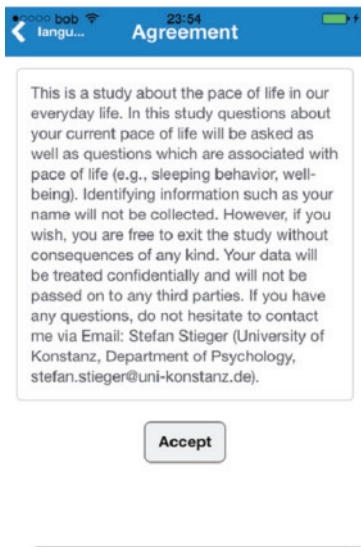 bob 23:54
langu... Agreement
This is a study about the pace of life in our
everyday life. In this study questions about
your current pace of life will be asked as
well as questions which are associated with
pace of life (e.g., sleeping behavior, well-
being). Identifying information such as your
name will not be collected. However, if you
wish, you are free to exit the study without
consequences of any kind. Your data will
be treated confidentially and will not be
passed on to any third parties. If you have
any questions, do not hesitate to contact
me via Email: Stefan Stieger (University of
Konstanz, Department of Psychology,
stefan.stieger@uni-konstanz.de).
Accept